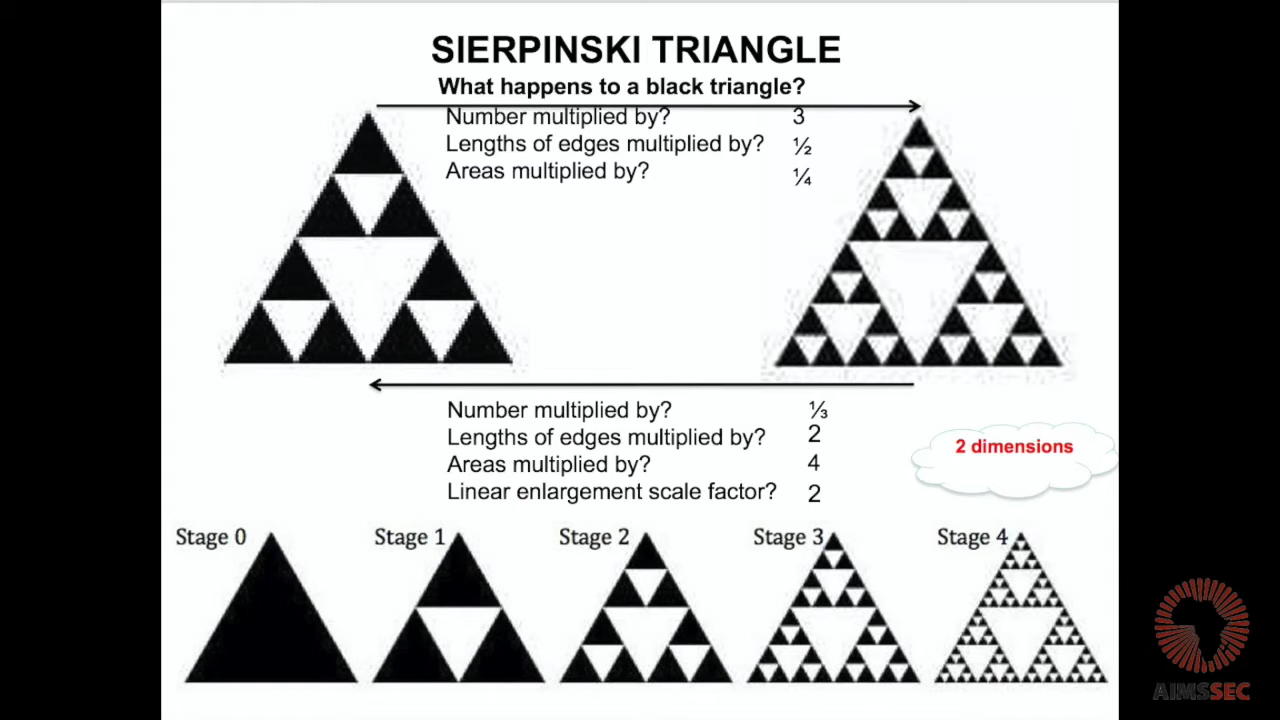 SIERPINSKI TRIANGLE
What happens to a black triangle?
Number multiplied by? 3
Lengths of edges multiplied by? ½
Areas multiplied by? ¼
Number multiplied by? ⅓
Lengths of edges multiplied by? 2
Areas multiplied by? 4
Linear enlargement scale factor? 2
2 dimensions
Stage 0 Stage 1 Stage 2 Stage 3 Stage 4
AIMSSEC